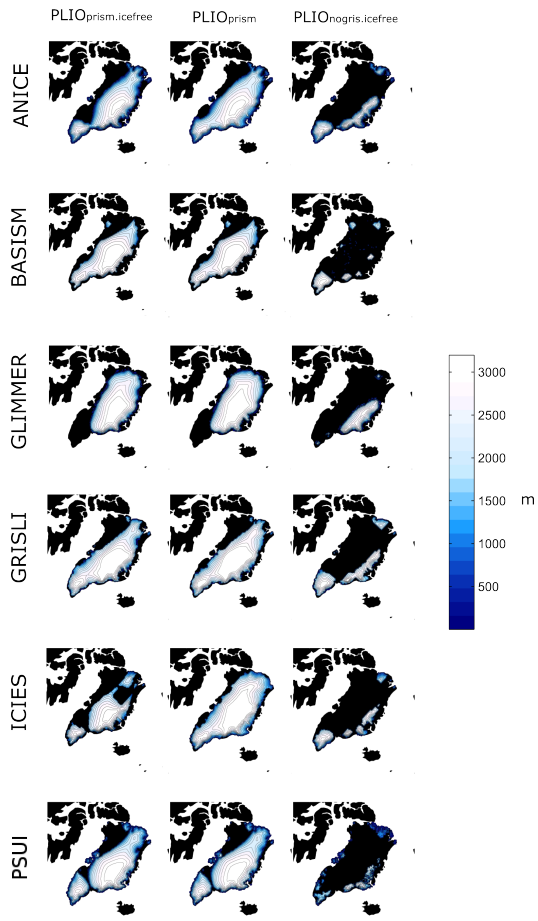 PLIOprism.icefree PLIOprism PLIOnogris.icefree
ANICE
BASISM
GLIMMER
GRISLI
ICIES
PSUI
3000
2500
2000
1500
1000
500
m